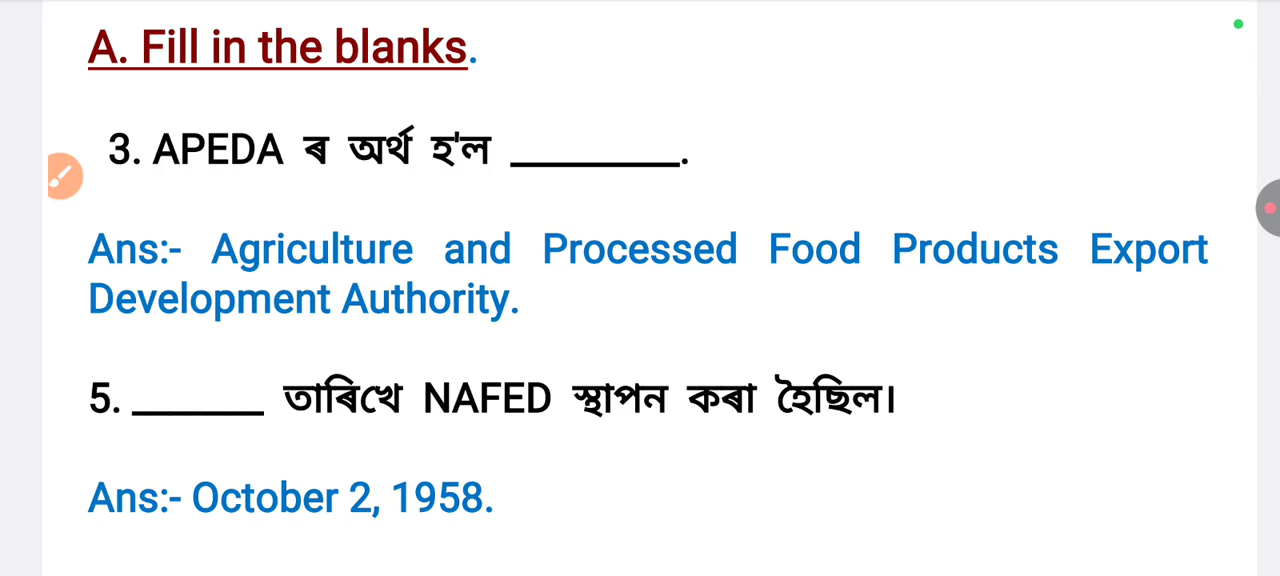 A. Fill in the blanks.
3. APEDA ৰ অৰ্থ হ'ল ________.
Ans:- Agriculture and Processed Food Products Export
Development Authority.
5. ______ তাৰিখে NAFED স্থাপন কৰা হৈছিল।
Ans:- October 2, 1958.